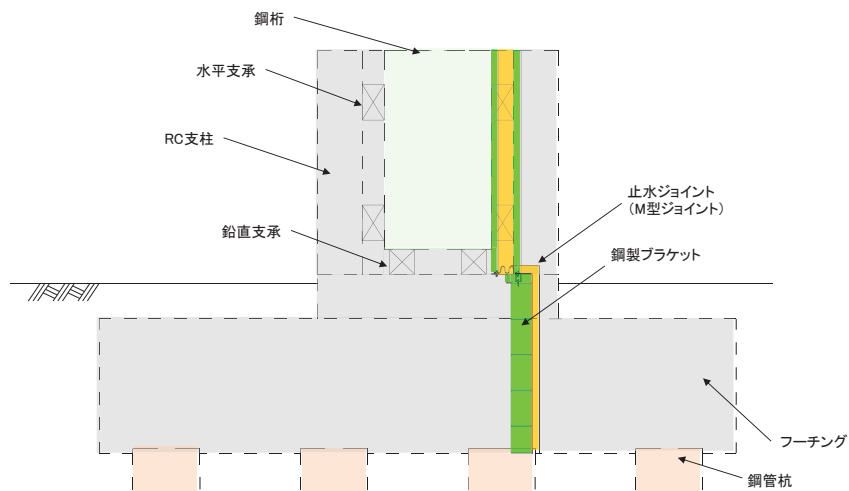 鋼桁
水平支承
RC支柱
鉛直支承
止水ジョイント
（M型ジョイント）
鋼製ブラケット
フーチング
鋼管杭